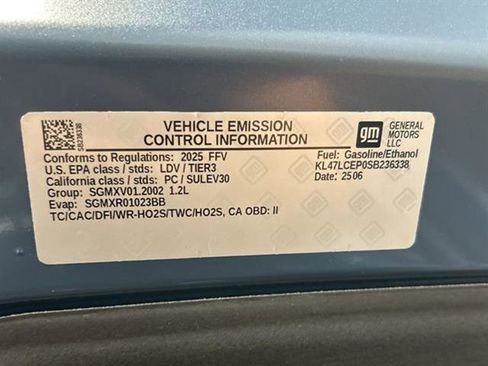 VEHICLE EMISSION
CONTROL INFORMATION
gm
GENERAL
MOTORS
LLC
SB236338
Conforms to Regulations: 2025 FFV
Fuel: Gasoline/Ethanol
U.S. EPA class / stds: LDV / TIER3
KL47LCEP0SB236338
California class / stds: PC / SULEV30
Date: 2506
Group: SGMXV01.2002 1.2L
Evap: SGMXR01023BB
TC/CAC/DFI/WR-HO2S/TWC/HO2S, CA OBD: II